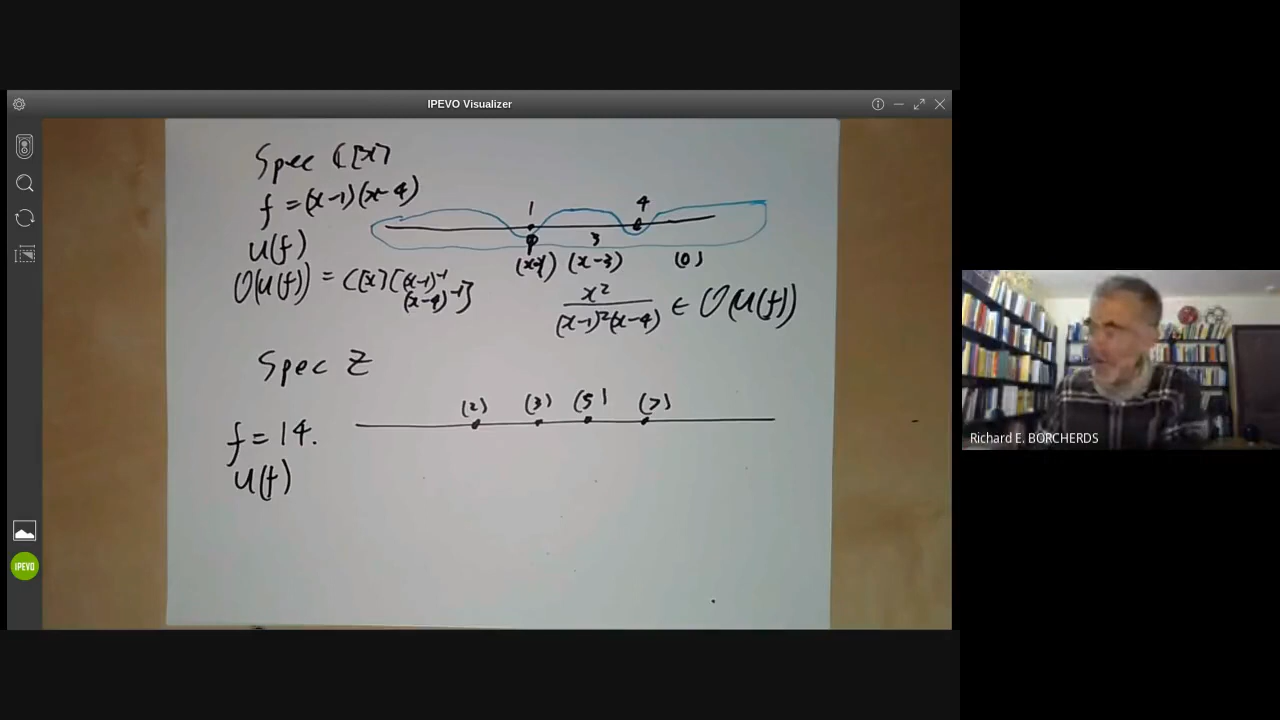 IPEVO Visualizer
Spec ℂ[x]
f = (x-1)(x-4)
U(f)
O(U(f)) = ℂ[x][(x-1)⁻¹
(x-4)⁻¹]
1 4
3
(x-1) (x-3) (0)
x²
(x-1)²(x-4) ∈ O(U(f))
Spec Z
(2) (3) (5) (7)
f = 14.
U(f)
IPEVO
Richard E. BORCHERDS